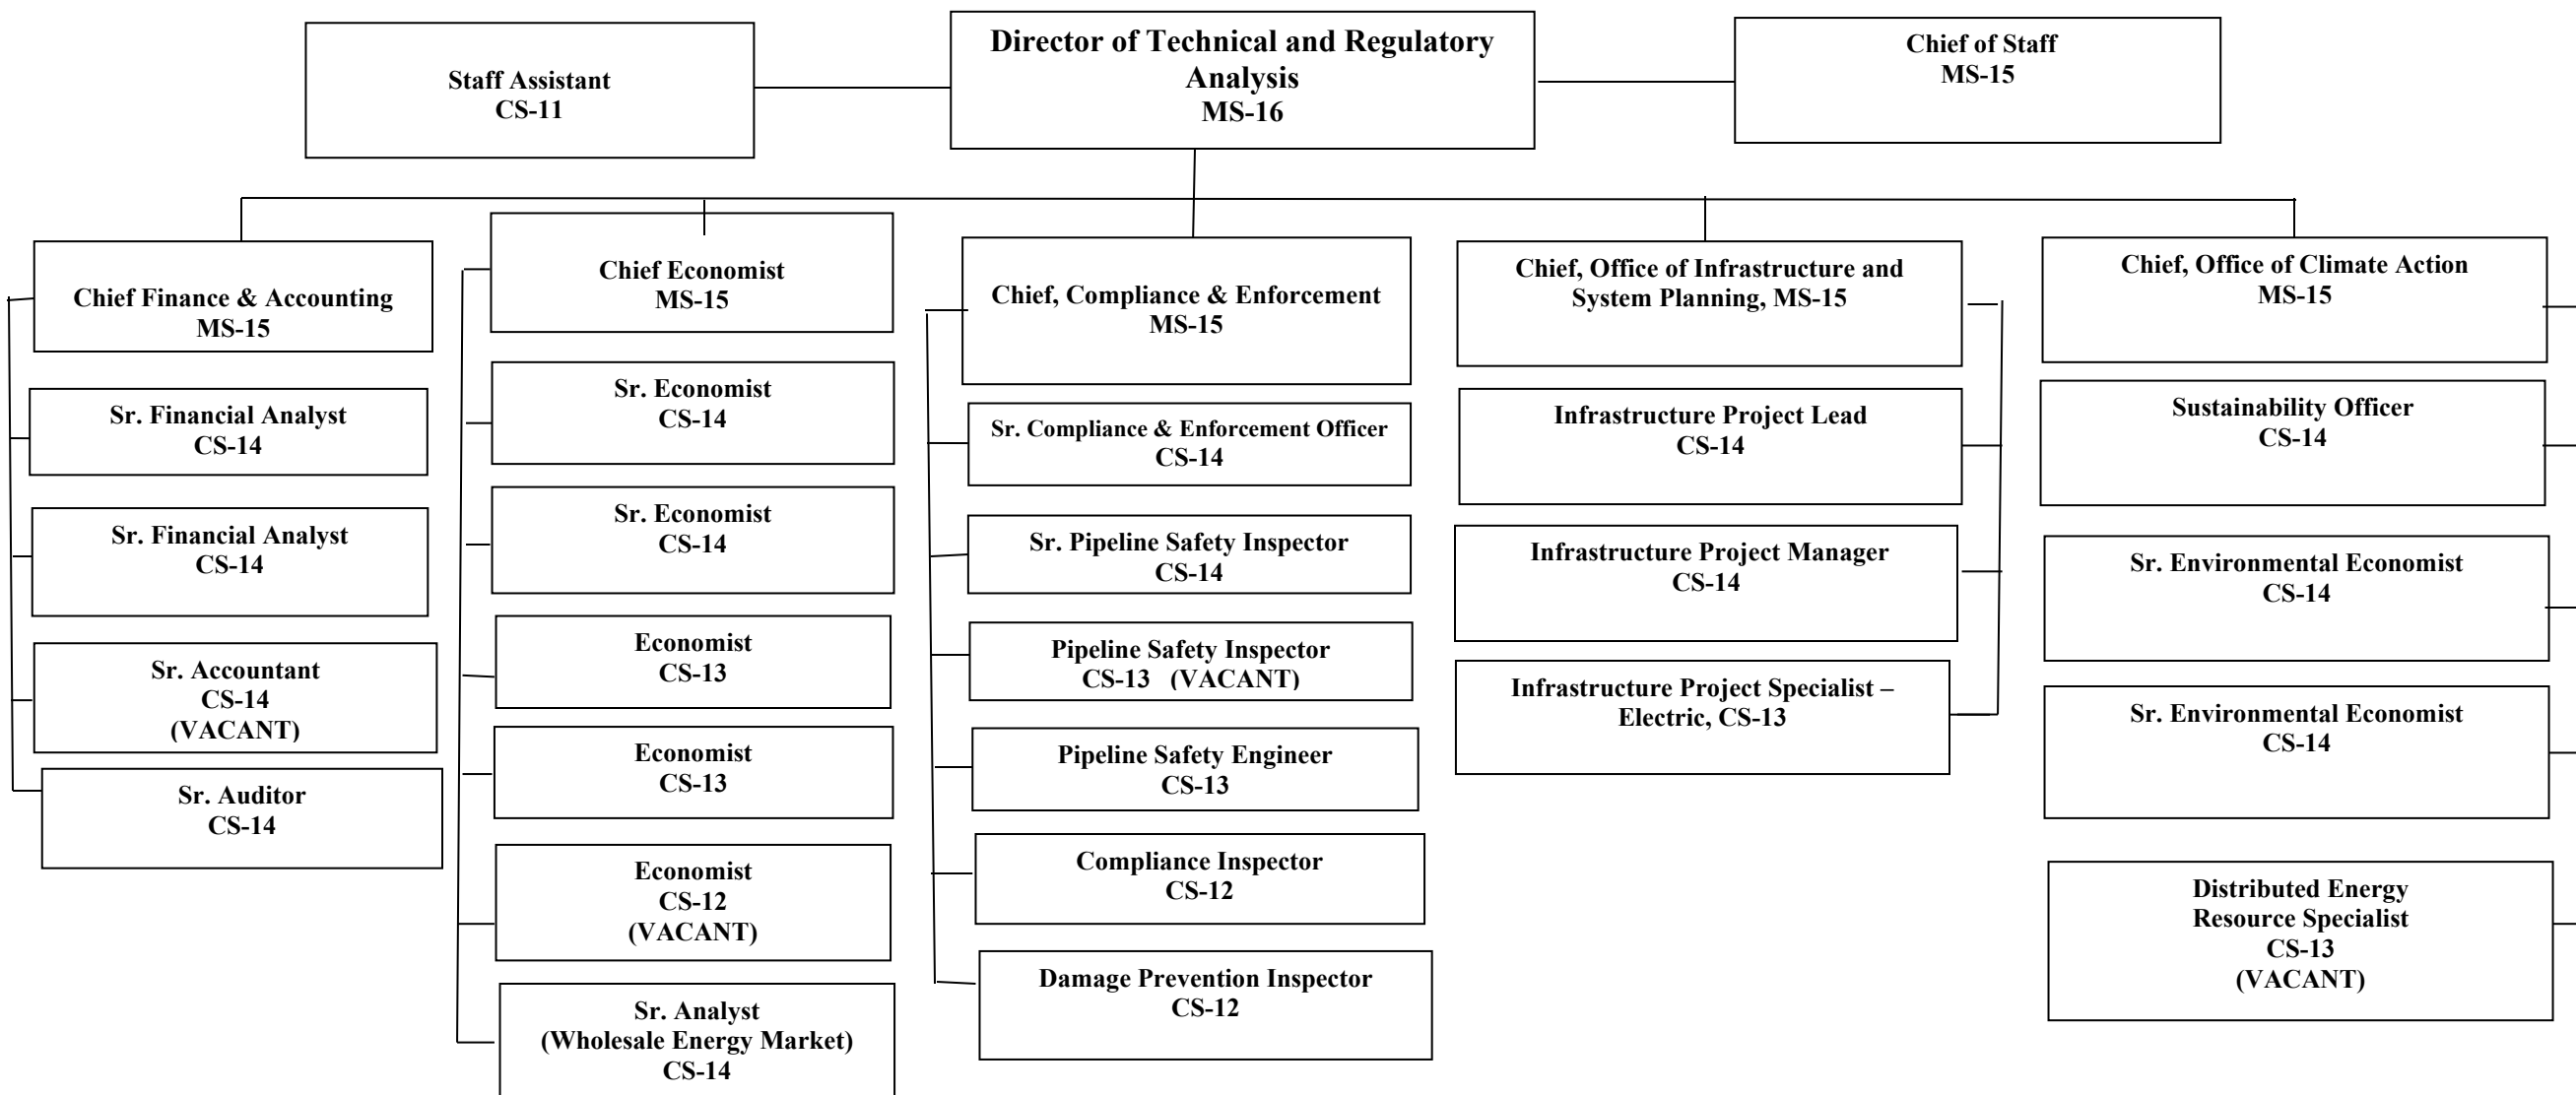 Staff Assistant
CS-11
Director of Technical and Regulatory
Analysis
MS-16
Chief of Staff
MS-15
Chief Finance & Accounting
MS-15
Sr. Financial Analyst
CS-14
Sr. Financial Analyst
CS-14
Sr. Accountant
CS-14
(VACANT)
Sr. Auditor
CS-14
Chief Economist
MS-15
Sr. Economist
CS-14
Sr. Economist
CS-14
Economist
CS-13
Economist
CS-13
Economist
CS-12
(VACANT)
Sr. Analyst
(Wholesale Energy Market)
CS-14
Chief, Compliance & Enforcement
MS-15
Sr. Compliance & Enforcement Officer
CS-14
Sr. Pipeline Safety Inspector
CS-14
Pipeline Safety Inspector
CS-13 (VACANT)
Pipeline Safety Engineer
CS-13
Compliance Inspector
CS-12
Damage Prevention Inspector
CS-12
Chief, Office of Infrastructure and
System Planning, MS-15
Infrastructure Project Lead
CS-14
Infrastructure Project Manager
CS-14
Infrastructure Project Specialist –
Electric, CS-13
Chief, Office of Climate Action
MS-15
Sustainability Officer
CS-14
Sr. Environmental Economist
CS-14
Sr. Environmental Economist
CS-14
Distributed Energy
Resource Specialist
CS-13
(VACANT)